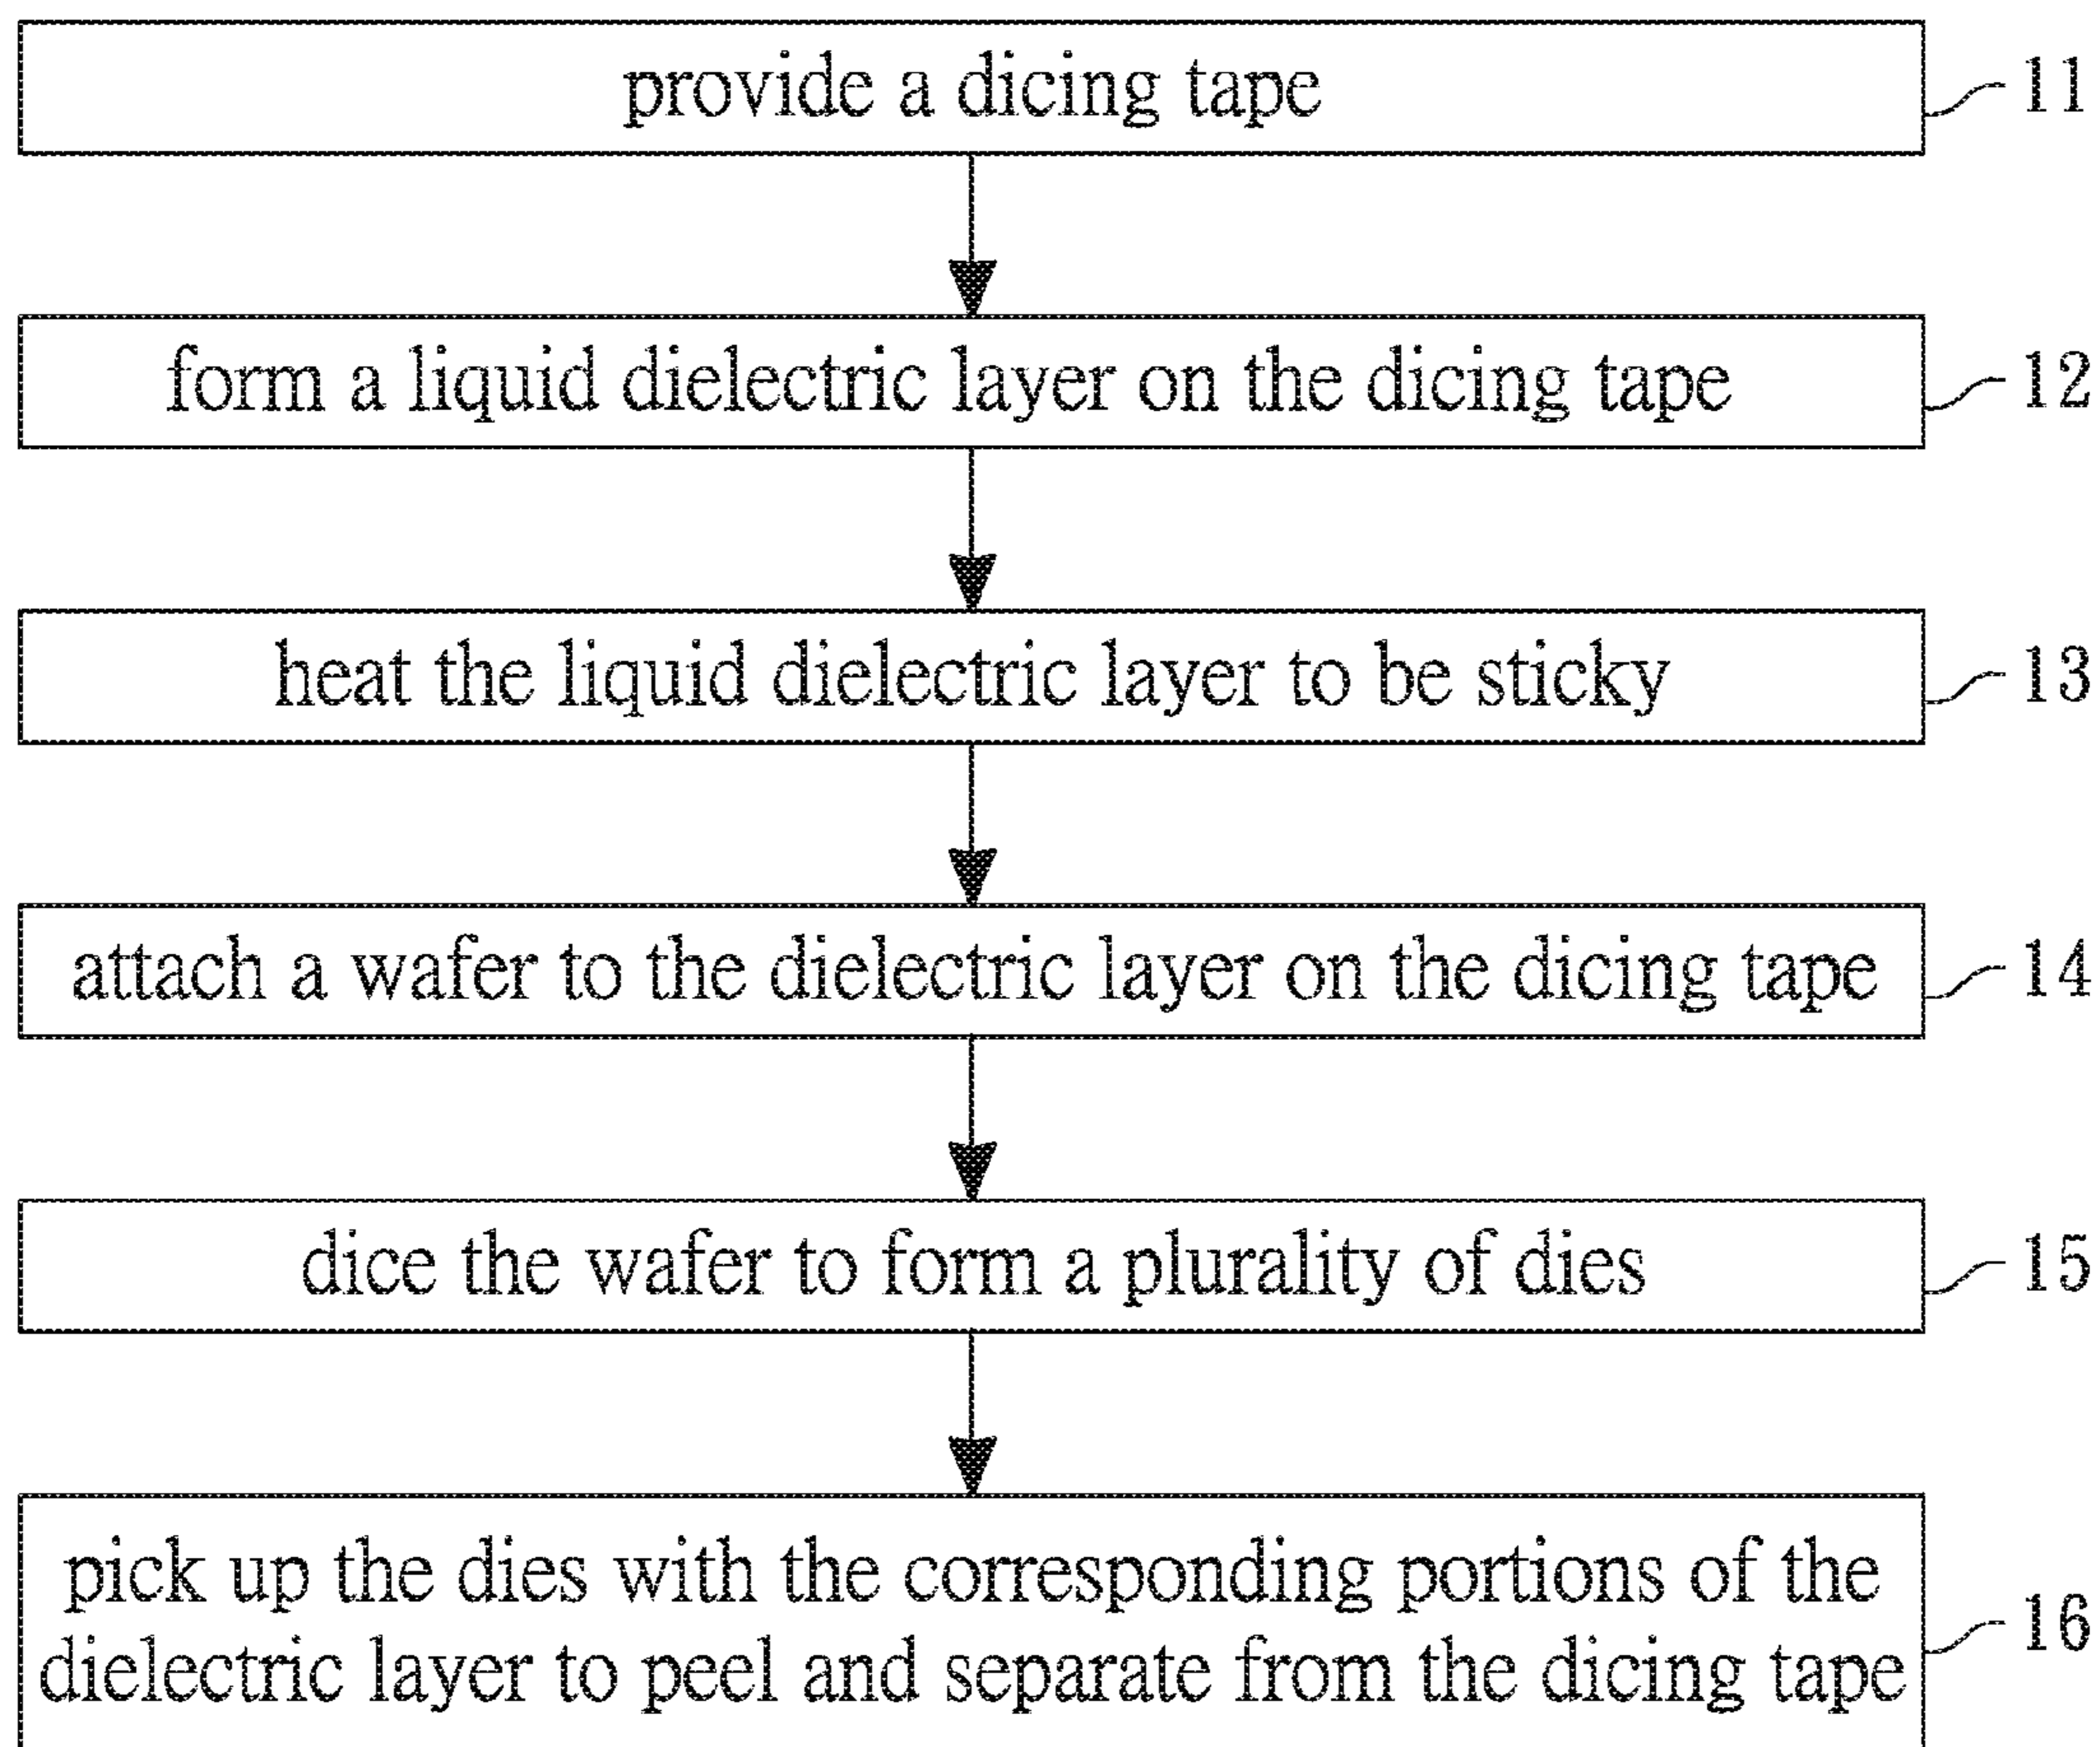 provide a dicing tape 11
form a liquid dielectric layer on the dicing tape 12
heat the liquid dielectric layer to be sticky 13
attach a wafer to the dielectric layer on the dicing tape 14
dice the wafer to form a plurality of dies 15
pick up the dies with the corresponding portions of the
dielectric layer to peel and separate from the dicing tape 16